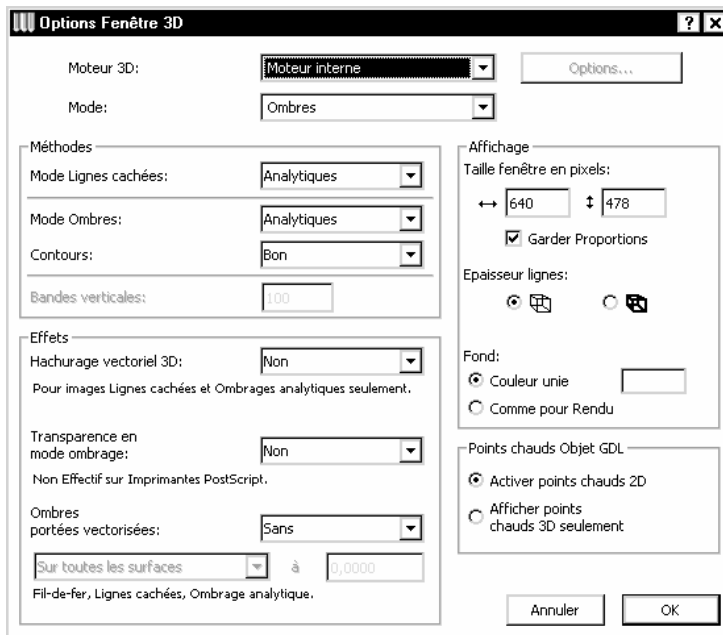 Options Fenêtre 3D
Moteur 3D: Moteur interne Options...
Mode: Ombres
Méthodes
Mode Lignes cachées: Analytiques
Mode Ombres: Analytiques
Contours: Bon
Bandes verticales: 100
Effets
Hachurage vectoriel 3D: Non
Pour images Lignes cachées et Ombrages analytiques seulement.
Transparence en
mode ombrage: Non
Non Effectif sur Imprimantes PostScript.
Ombres
portées vectorisées: Sans
Sur toutes les surfaces à 0,0000
Fil-de-fer, Lignes cachées, Ombrage analytique.
Affichage
Taille fenêtre en pixels:
640 478
Garder Proportions
Epaisseur lignes:
Fond:
Couleur unie
Comme pour Rendu
Points chauds Objet GDL
Activer points chauds 2D
Afficher points
chauds 3D seulement
Annuler OK